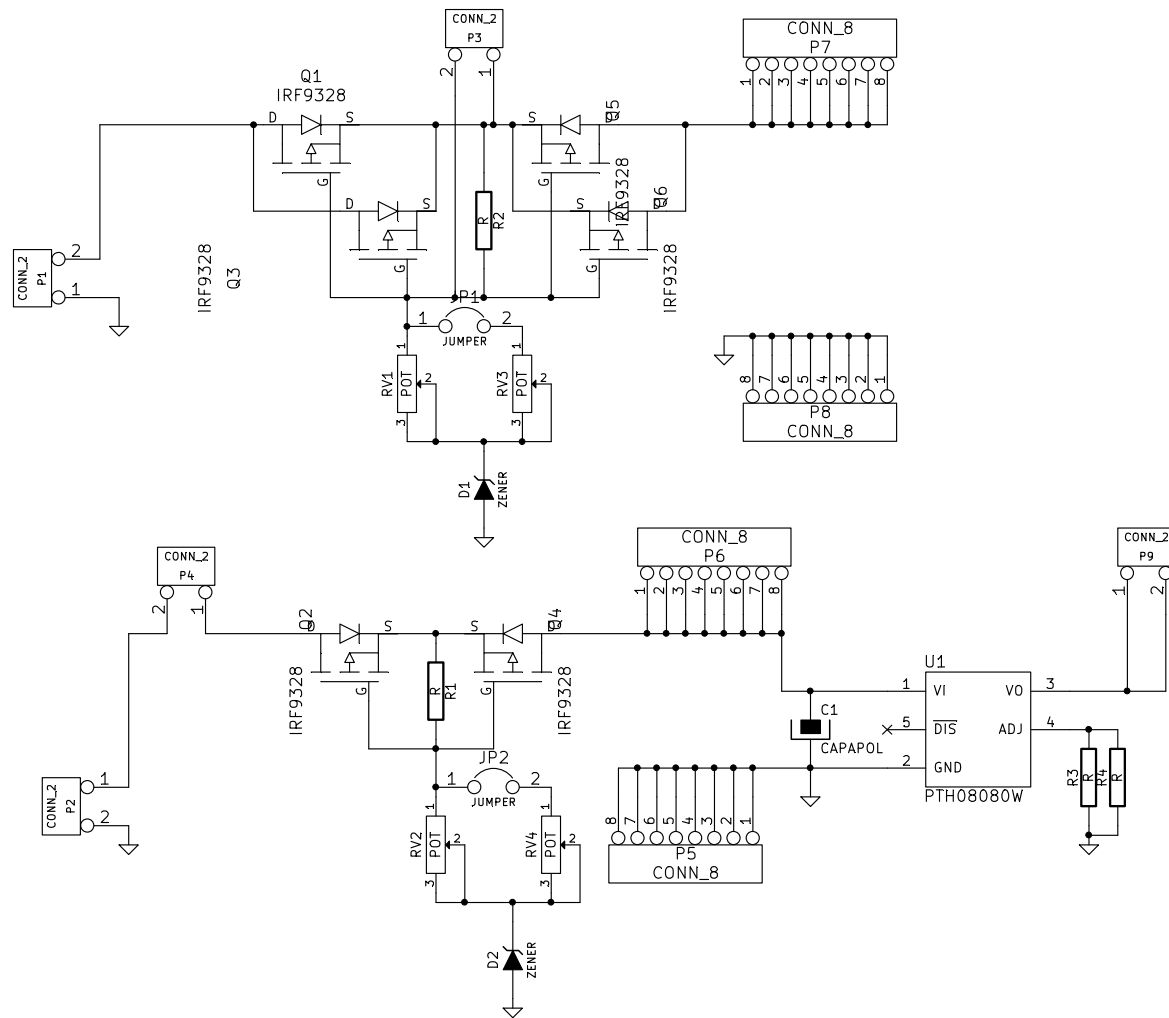 CONN_2
P3
2
1
CONN_8
P7
1 2 3 4 5 6 7 8
Q1
IRF9328
D
S
G
S
Q5
IRF9328
G
D
S
G
S
D
Q6
IRF9328
G
IRF9328
Q3
R
R2
CONN_2
P1
2
1
JP1
1
2
JUMPER
RV1
POT
1
2
3
RV3
POT
1
2
3
D1
ZENER
8 7 6 5 4 3 2 1
P8
CONN_8
CONN_2
P4
2
1
Q2
D
S
G
IRF9328
R
R1
S
Q4
D
G
IRF9328
CONN_8
P6
1 2 3 4 5 6 7 8
CONN_2
P9
1
2
CONN_2
P2
1
2
JP2
1
2
JUMPER
RV2
POT
1
2
3
RV4
POT
1
2
3
D2
ZENER
C1
CAPAPOL
U1
1
VI
VO
3
5
DIS
ADJ
4
2
GND
PTH08080W
R3
R
R4
R
8 7 6 5 4 3 2 1
P5
CONN_8